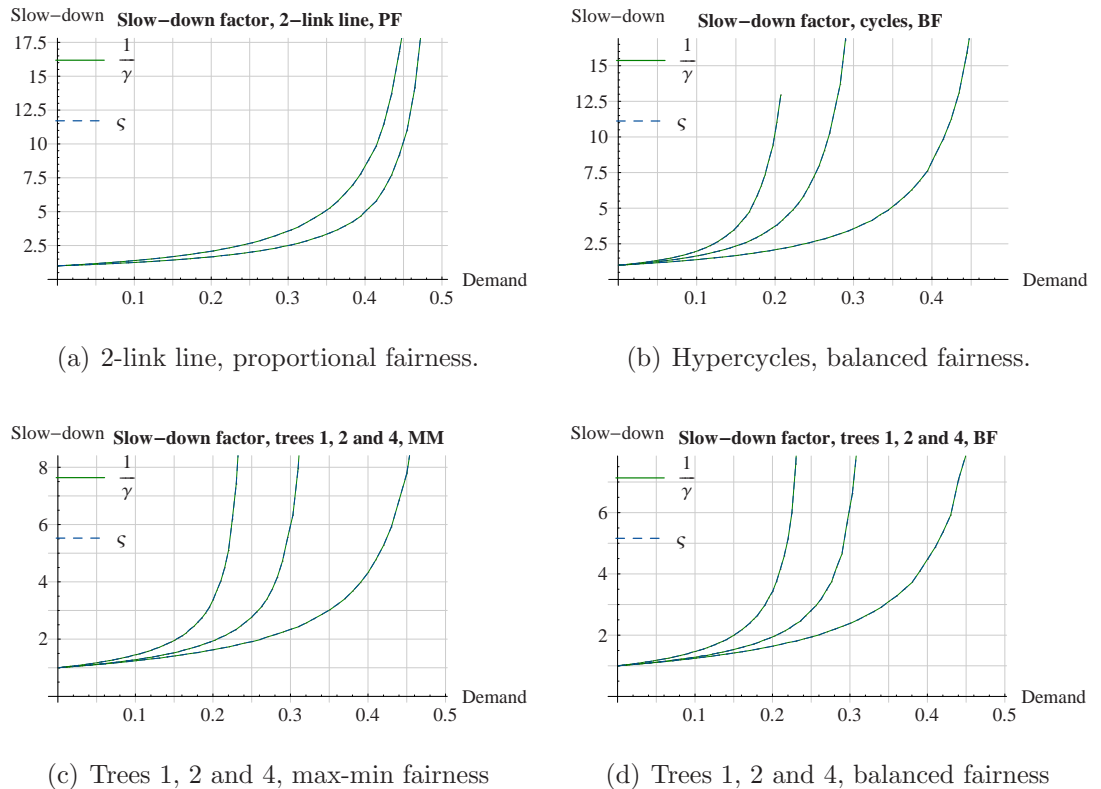 Slow-down
Slow-down factor, 2-link line, PF
17.5
15
12.5
10
7.5
5
2.5
1
γ
ς
0.1 0.2 0.3 0.4 0.5
Demand
(a) 2-link line, proportional fairness.
Slow-down
Slow-down factor, cycles, BF
15
12.5
10
7.5
5
2.5
1
γ
ς
0.1 0.2 0.3 0.4
Demand
(b) Hypercycles, balanced fairness.
Slow-down
Slow-down factor, trees 1, 2 and 4, MM
8
6
4
2
1
γ
ς
0.1 0.2 0.3 0.4 0.5
Demand
(c) Trees 1, 2 and 4, max-min fairness
Slow-down
Slow-down factor, trees 1, 2 and 4, BF
6
4
2
1
γ
ς
0.1 0.2 0.3 0.4 0.5
Demand
(d) Trees 1, 2 and 4, balanced fairness